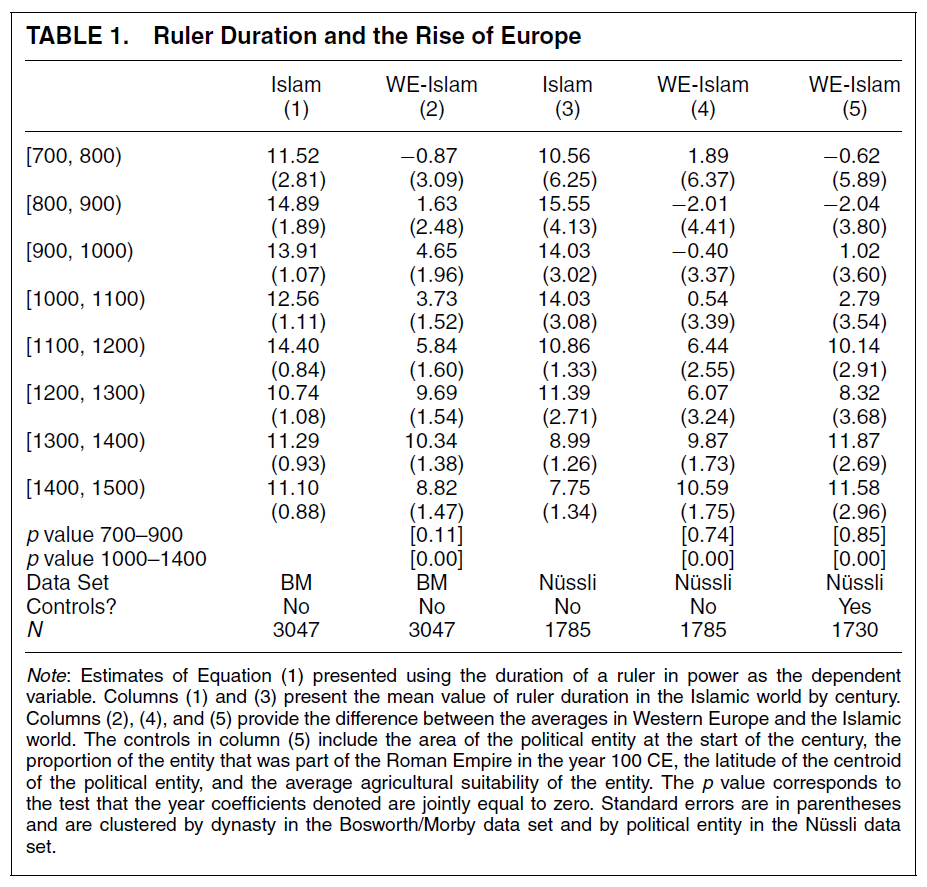 TABLE 1. Ruler Duration and the Rise of Europe
Islam WE-Islam Islam WE-Islam WE-Islam
(1) (2) (3) (4) (5)
[700, 800) 11.52 −0.87 10.56 1.89 −0.62
(2.81) (3.09) (6.25) (6.37) (5.89)
[800, 900) 14.89 1.63 15.55 −2.01 −2.04
(1.89) (2.48) (4.13) (4.41) (3.80)
[900, 1000) 13.91 4.65 14.03 −0.40 1.02
(1.07) (1.96) (3.02) (3.37) (3.60)
[1000, 1100) 12.56 3.73 14.03 0.54 2.79
(1.11) (1.52) (3.08) (3.39) (3.54)
[1100, 1200) 14.40 5.84 10.86 6.44 10.14
(0.84) (1.60) (1.33) (2.55) (2.91)
[1200, 1300) 10.74 9.69 11.39 6.07 8.32
(1.08) (1.54) (2.71) (3.24) (3.68)
[1300, 1400) 11.29 10.34 8.99 9.87 11.87
(0.93) (1.38) (1.26) (1.73) (2.69)
[1400, 1500) 11.10 8.82 7.75 10.59 11.58
(0.88) (1.47) (1.34) (1.75) (2.96)
p value 700–900 [0.11] [0.74] [0.85]
p value 1000–1400 [0.00] [0.00] [0.00]
Data Set BM BM Nüssli Nüssli Nüssli
Controls? No No No No Yes
N 3047 3047 1785 1785 1730
Note: Estimates of Equation (1) presented using the duration of a ruler in power as the dependent
variable. Columns (1) and (3) present the mean value of ruler duration in the Islamic world by century.
Columns (2), (4), and (5) provide the difference between the averages in Western Europe and the Islamic
world. The controls in column (5) include the area of the political entity at the start of the century, the
proportion of the entity that was part of the Roman Empire in the year 100 CE, the latitude of the centroid
of the political entity, and the average agricultural suitability of the entity. The p value corresponds to
the test that the year coefficients denoted are jointly equal to zero. Standard errors are in parentheses
and are clustered by dynasty in the Bosworth/Morby data set and by political entity in the Nüssli data
set.